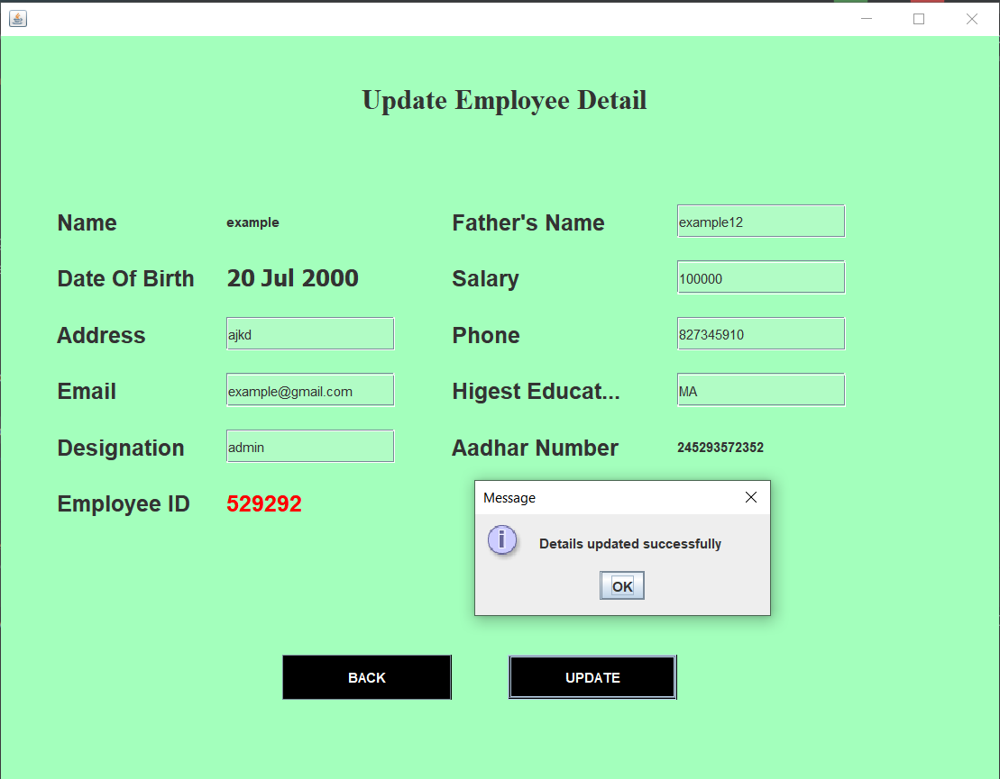 Update Employee Detail
Name example Father's Name example12
Date Of Birth 20 Jul 2000 Salary 100000
Address ajkd Phone 827345910
Email example@gmail.com Higest Educat... MA
Designation admin Aadhar Number 245293572352
Employee ID 529292
Message
Details updated successfully
OK
BACK UPDATE